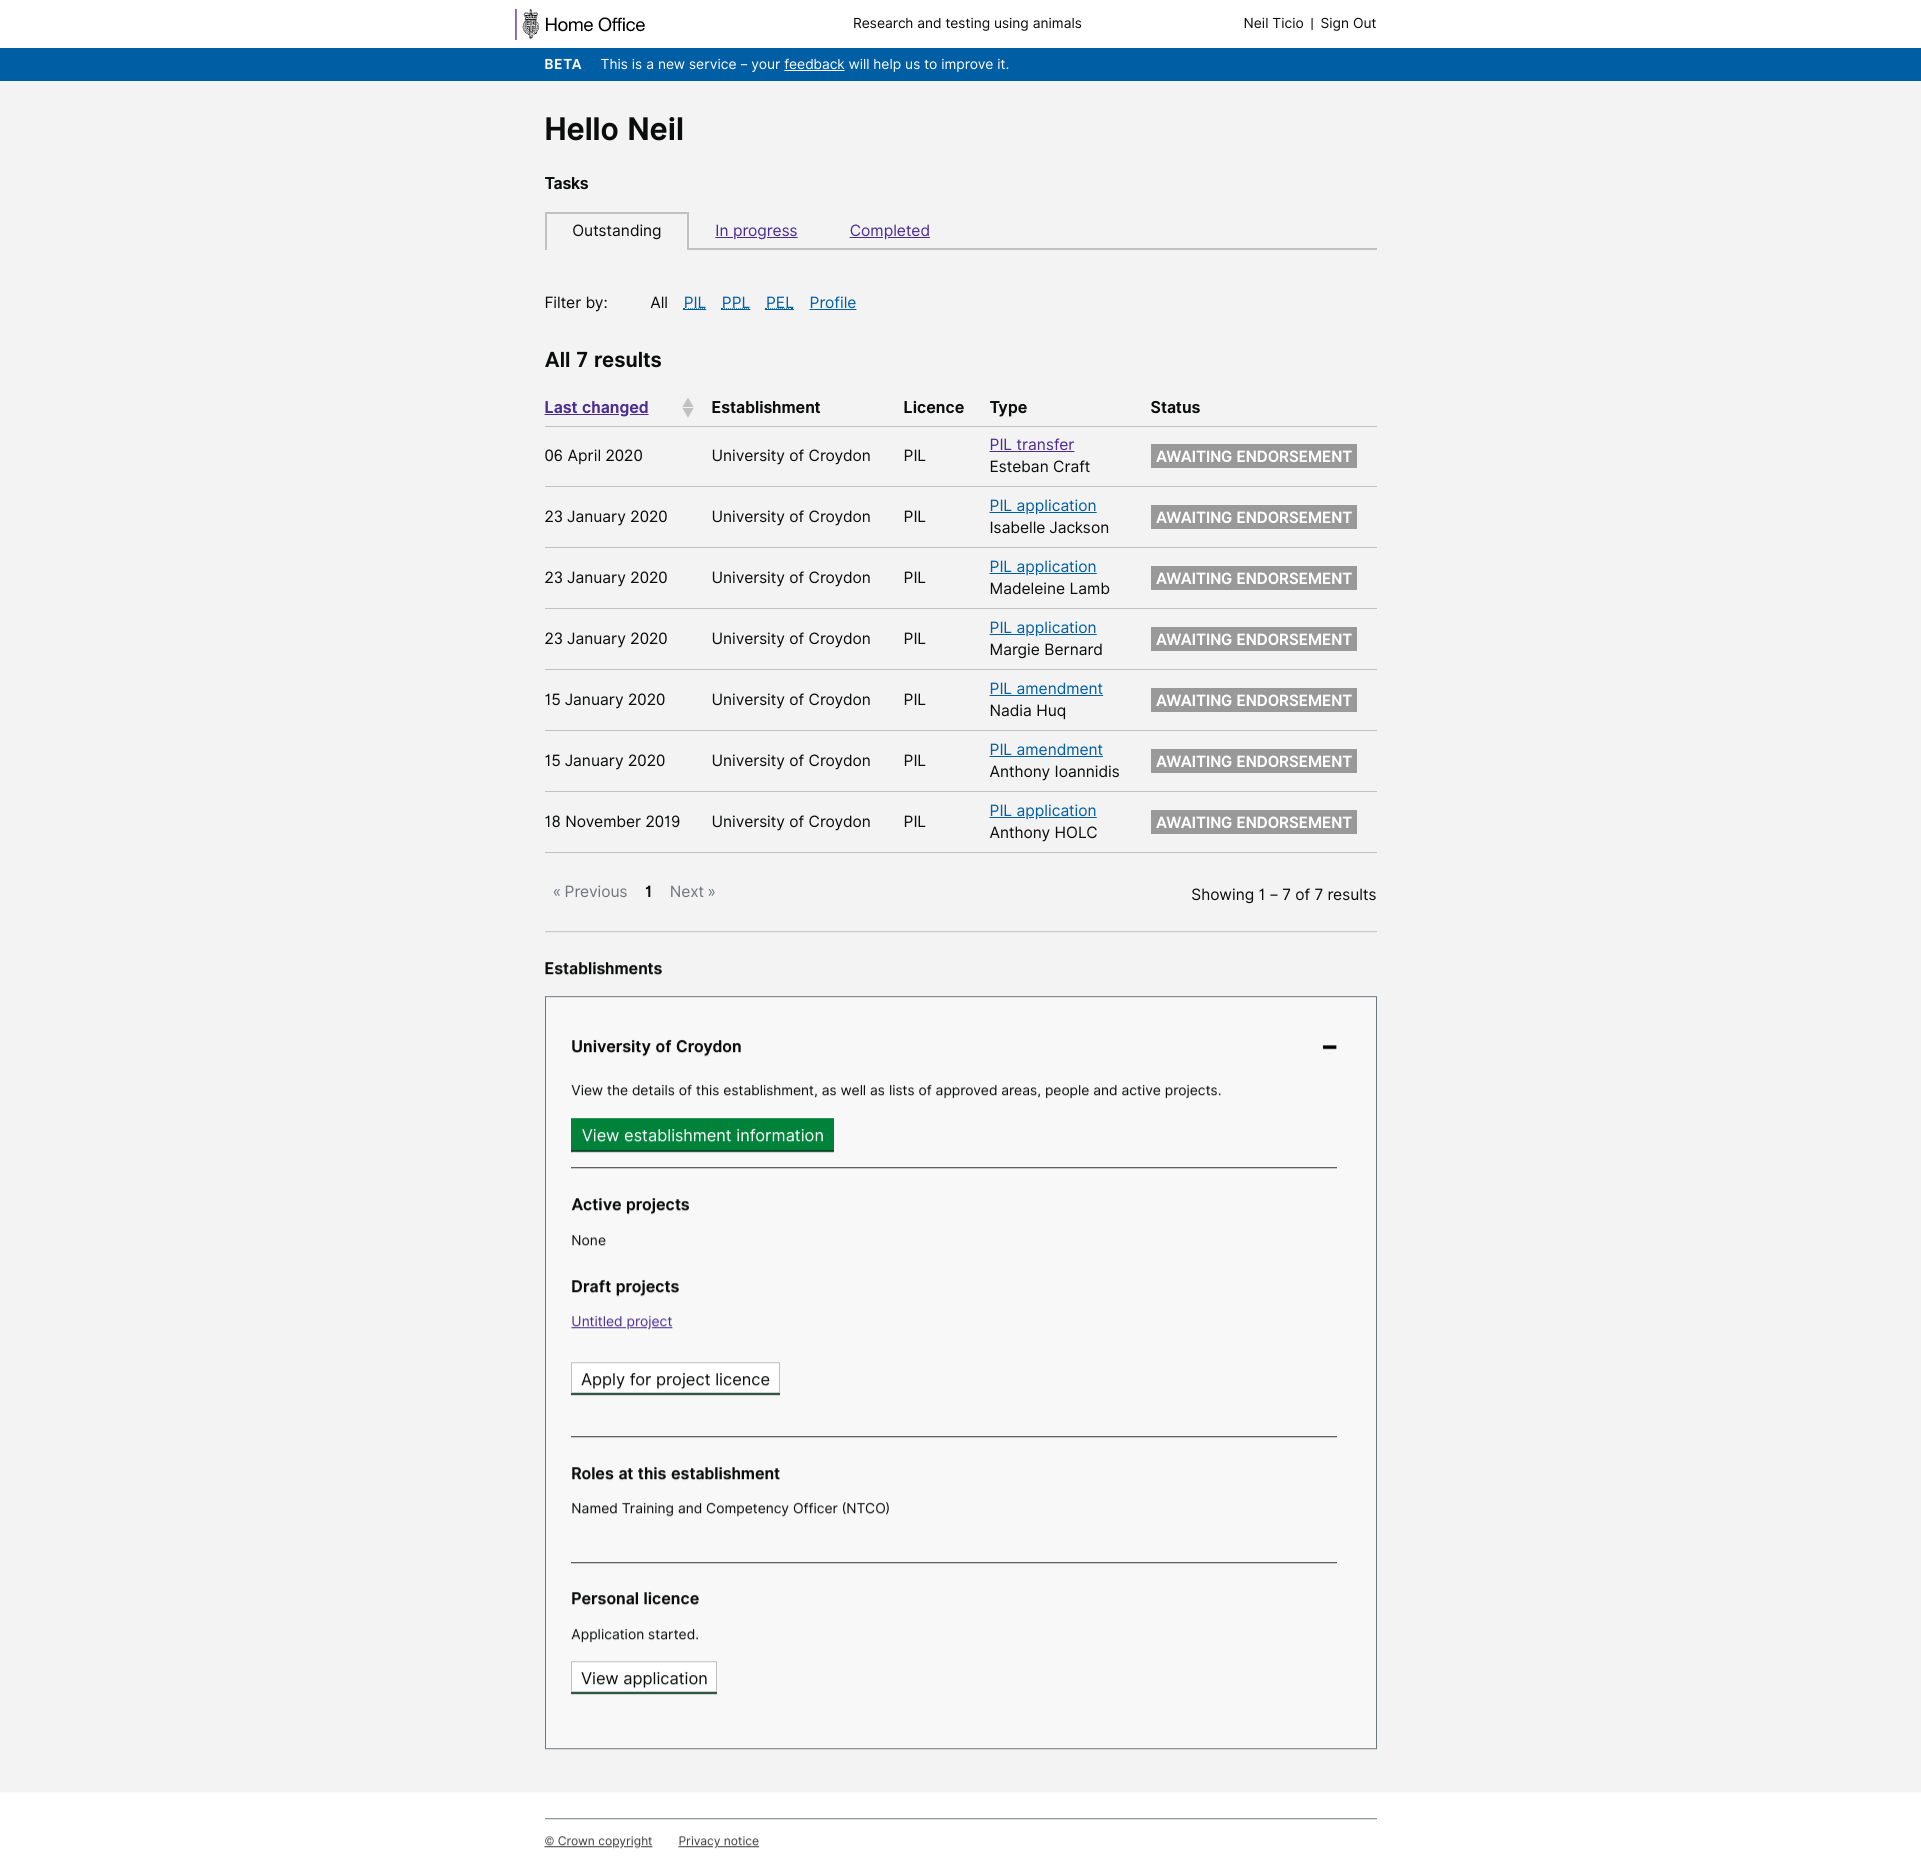 Home Office
Research and testing using animals
Neil Ticio | Sign Out
BETA This is a new service – your feedback will help us to improve it.
Hello Neil
Tasks
Outstanding In progress Completed
Filter by: All PIL PPL PEL Profile
All 7 results
Last changed Establishment Licence Type Status
06 April 2020 University of Croydon PIL PIL transfer AWAITING ENDORSEMENT
Esteban Craft
23 January 2020 University of Croydon PIL PIL application AWAITING ENDORSEMENT
Isabelle Jackson
23 January 2020 University of Croydon PIL PIL application AWAITING ENDORSEMENT
Madeleine Lamb
23 January 2020 University of Croydon PIL PIL application AWAITING ENDORSEMENT
Margie Bernard
15 January 2020 University of Croydon PIL PIL amendment AWAITING ENDORSEMENT
Nadia Huq
15 January 2020 University of Croydon PIL PIL amendment AWAITING ENDORSEMENT
Anthony Ioannidis
18 November 2019 University of Croydon PIL PIL application AWAITING ENDORSEMENT
Anthony HOLC
« Previous 1 Next »
Showing 1 – 7 of 7 results
Establishments
University of Croydon
View the details of this establishment, as well as lists of approved areas, people and active projects.
View establishment information
Active projects
None
Draft projects
Untitled project
Apply for project licence
Roles at this establishment
Named Training and Competency Officer (NTCO)
Personal licence
Application started.
View application
© Crown copyright Privacy notice